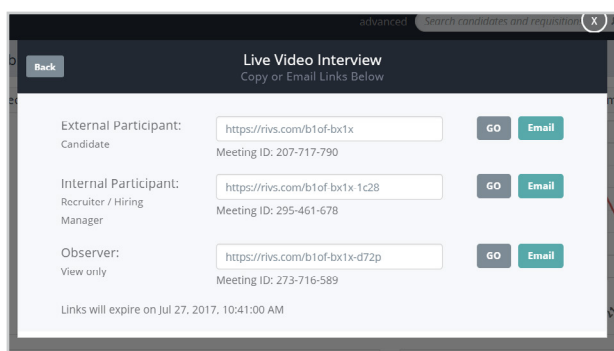 advanced Search candidates and requisition X
Back Live Video Interview
Copy or Email Links Below
External Participant: https://rivs.com/b1of-bx1x GO Email
Candidate Meeting ID: 207-717-790
Internal Participant: https://rivs.com/b1of-bx1x-1c28 GO Email
Recruiter / Hiring Meeting ID: 295-461-678
Manager
Observer: https://rivs.com/b1of-bx1x-d72p GO Email
View only Meeting ID: 273-716-589
Links will expire on Jul 27, 2017, 10:41:00 AM